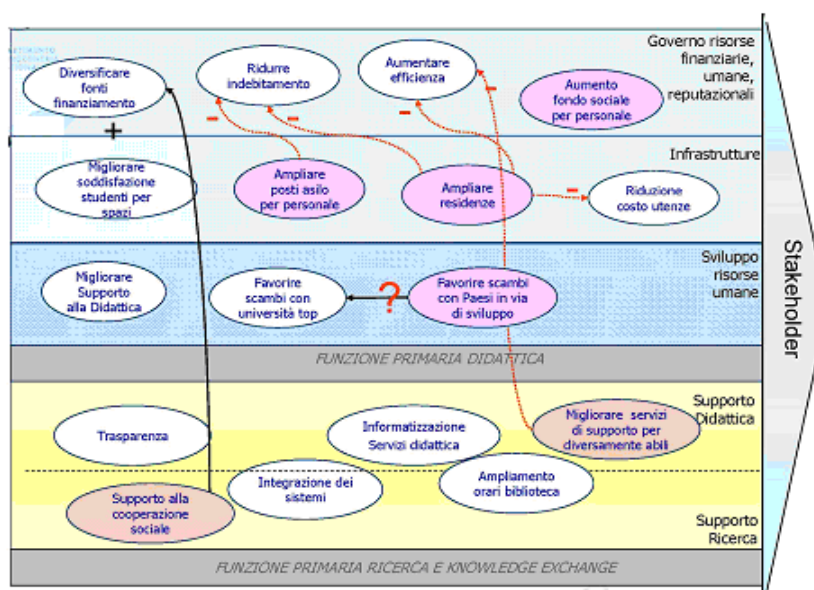 Governo risorse
finanziarie,
umane,
reputazionali
Diversificare
fonti
finanziamento
Ridurre
indebitamento
Aumentare
efficienza
Aumento
fondo sociale
per personale
+
-
-
-
-
Infrastrutture
Migliorare
soddisfazione
studenti per
spazi
Ampliare
posti asilo
per personale
Ampliare
residenze
-
Riduzione
costo utenze
Sviluppo
risorse
umane
Migliorare
Supporto
alla Didattica
Favorire
scambi con
università top
?
Favorire scambi
con Paesi in via
di sviluppo
FUNZIONE PRIMARIA DIDATTICA
Supporto
Didattica
Trasparenza
Informatizzazione
Servizi didattica
Migliorare servizi
di supporto per
diversamente abili
Integrazione dei
sistemi
Ampliamento
orari biblioteca
Supporto alla
cooperazione
sociale
Supporto
Ricerca
FUNZIONE PRIMARIA RICERCA E KNOWLEDGE EXCHANGE
Stakeholder